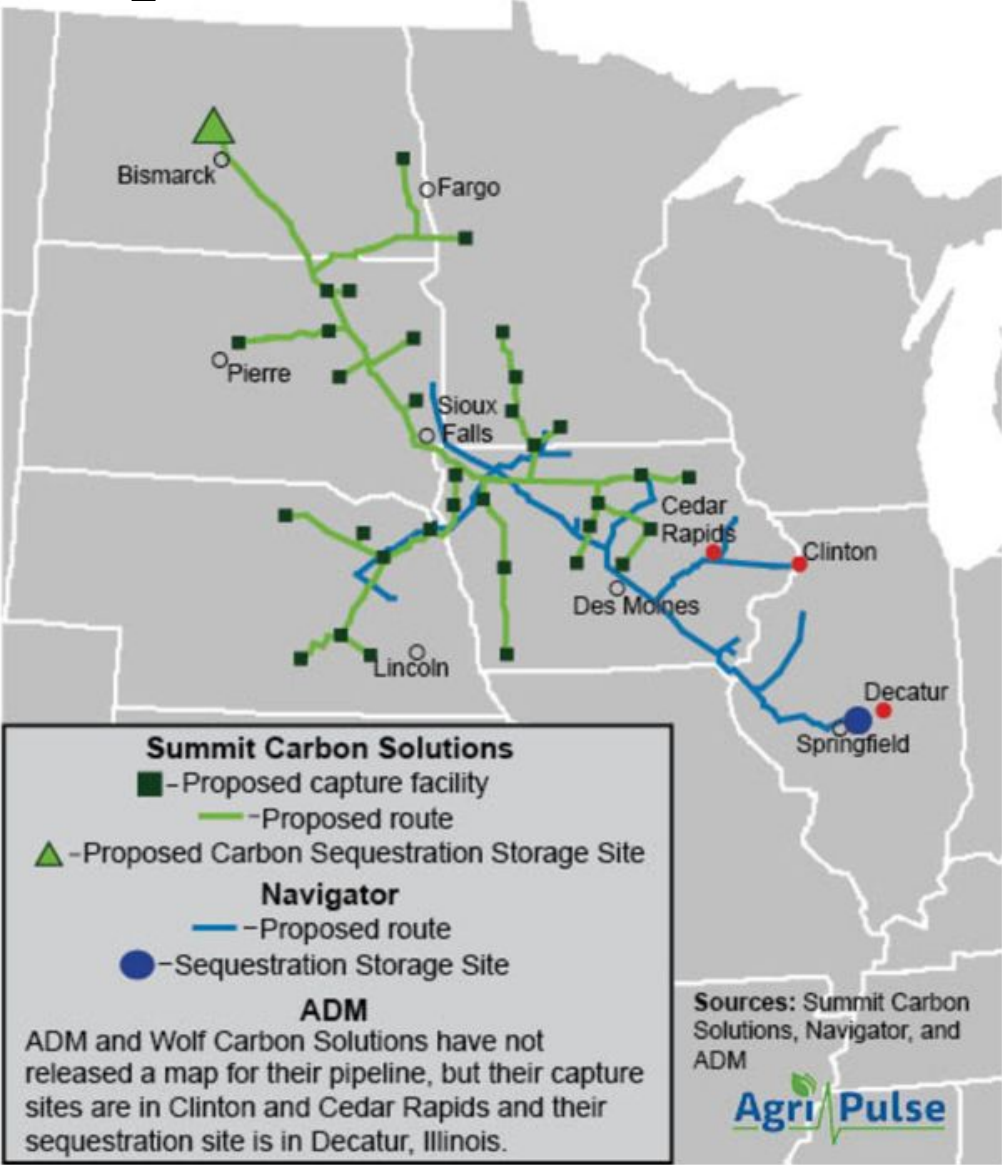 Bismarck
Fargo
Pierre
Sioux
Falls
Cedar
Rapids
Clinton
Des Moines
Lincoln
Decatur
Springfield
Summit Carbon Solutions
-Proposed capture facility
-Proposed route
-Proposed Carbon Sequestration Storage Site
Navigator
-Proposed route
-Sequestration Storage Site
ADM
ADM and Wolf Carbon Solutions have not
released a map for their pipeline, but their capture
sites are in Clinton and Cedar Rapids and their
sequestration site is in Decatur, Illinois.
Sources: Summit Carbon
Solutions, Navigator, and
ADM
Agri Pulse